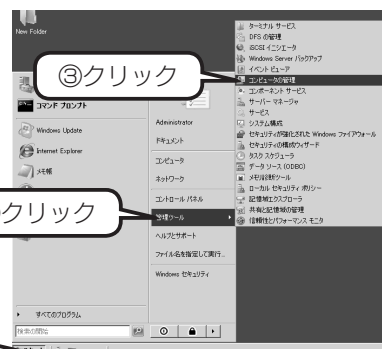 New Folder
③クリック
コマンド プロンプト
Windows Update
Internet Explorer
メモ帳
クリック
すべてのプログラム
検索の開始
Administrator
ドキュメント
コンピュータ
ネットワーク
コントロール パネル
管理ツール
ヘルプとサポート
ファイル名を指定して実行...
Windows セキュリティ
ターミナル サービス
DFS の管理
iSCSI イニシエータ
Windows Server バックアップ
イベント ビューア
コンピュータの管理
コンポーネント サービス
サーバー マネージャ
サービス
システム構成
セキュリティが強化された Windows ファイアウォール
セキュリティの構成ウィザード
タスク スケジューラ
データ ソース (ODBC)
メモリ診断ツール
ローカル セキュリティ ポリシー
記憶域エクスプローラ
共有と記憶域の管理
信頼性とパフォーマンス モニタ